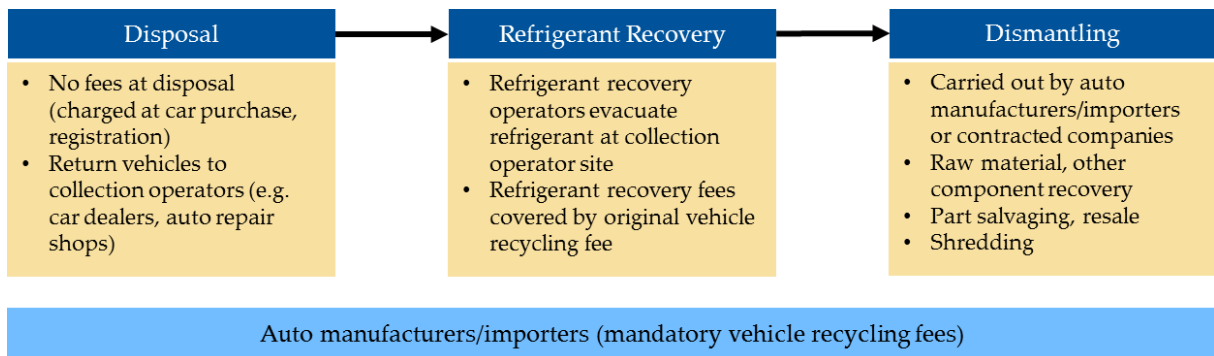 Disposal
• No fees at disposal
(charged at car purchase,
registration)
• Return vehicles to
collection operators (e.g.
car dealers, auto repair
shops)
Refrigerant Recovery
• Refrigerant recovery
operators evacuate
refrigerant at collection
operator site
• Refrigerant recovery fees
covered by original vehicle
recycling fee
Dismantling
• Carried out by auto
manufacturers/importers
or contracted companies
• Raw material, other
component recovery
• Part salvaging, resale
• Shredding
Auto manufacturers/importers (mandatory vehicle recycling fees)